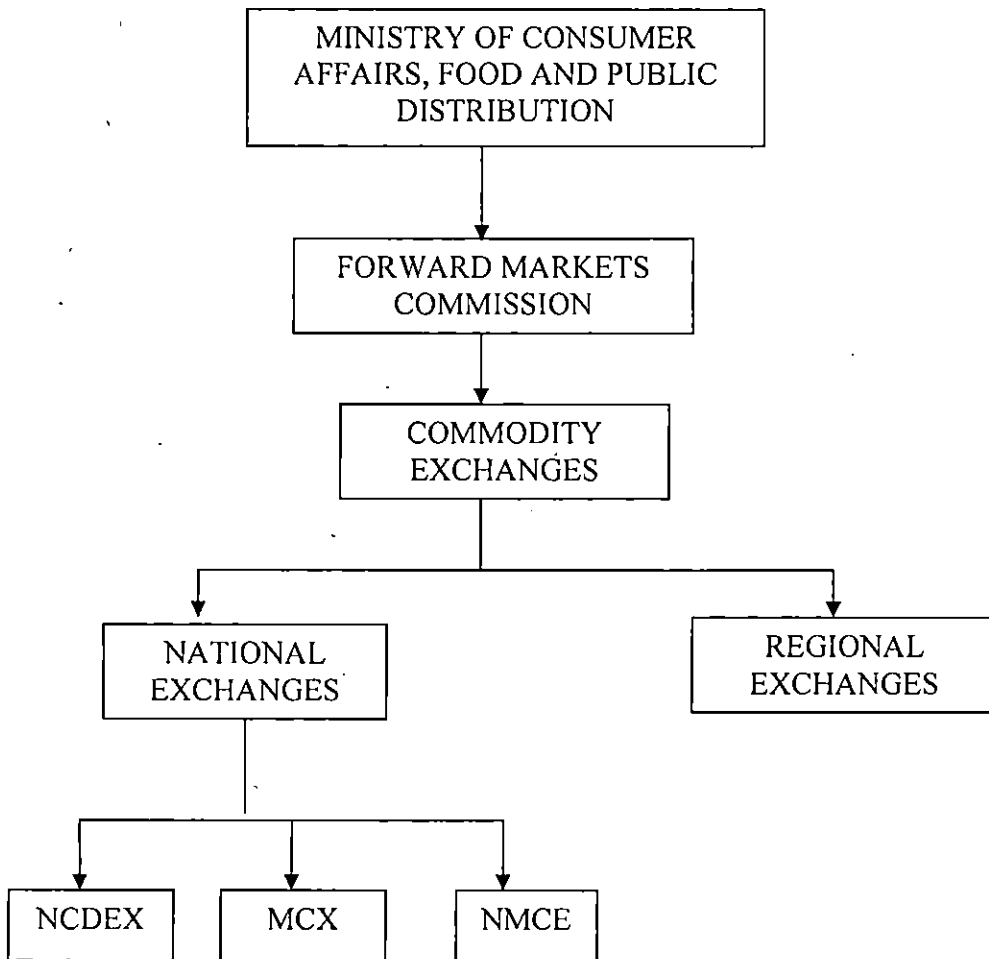 MINISTRY OF CONSUMER
AFFAIRS, FOOD AND PUBLIC
DISTRIBUTION
FORWARD MARKETS
COMMISSION
COMMODITY
EXCHANGES
NATIONAL
EXCHANGES
REGIONAL
EXCHANGES
NCDEX
MCX
NMCE